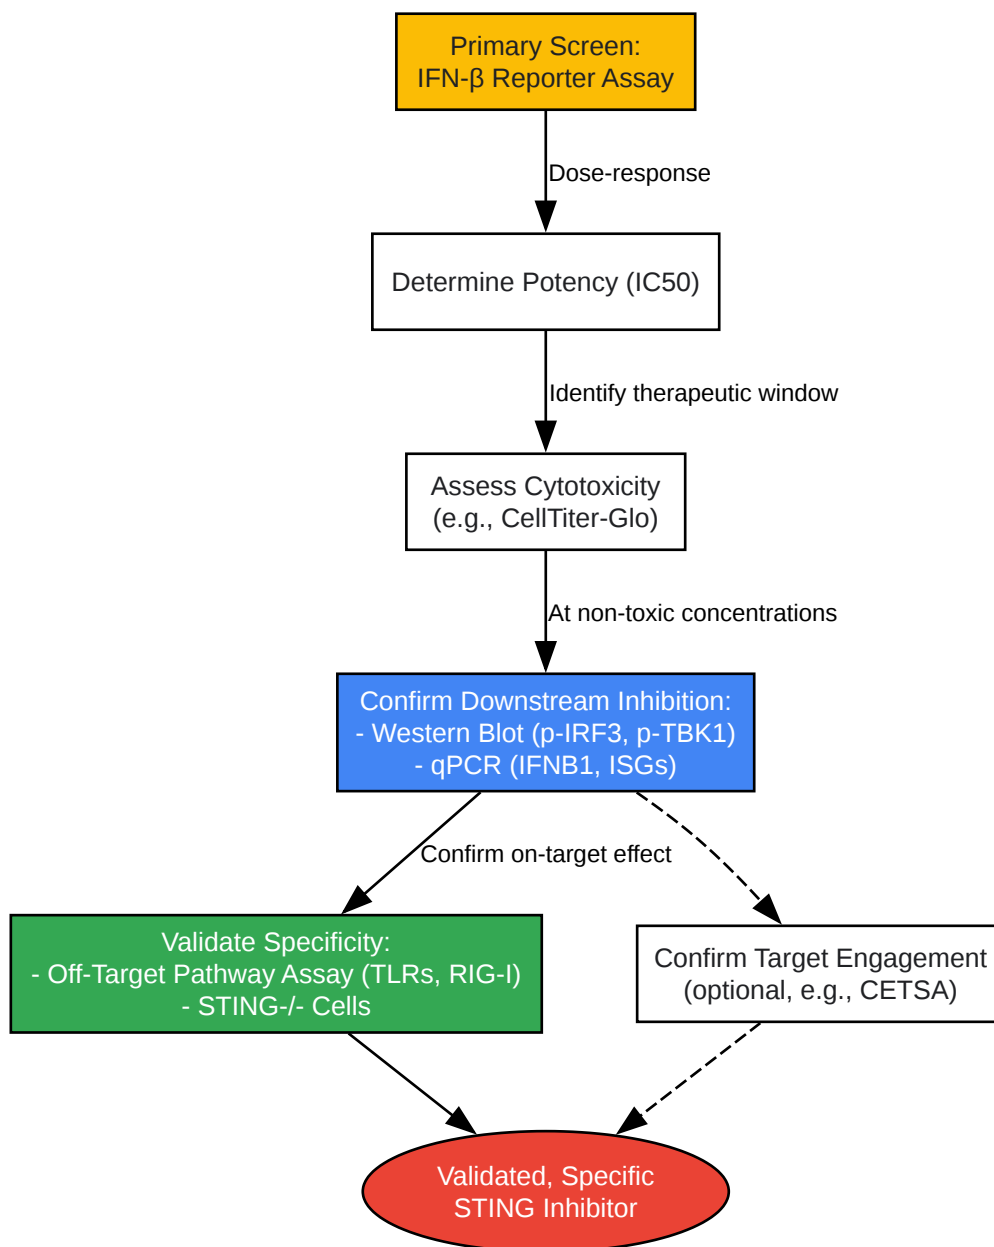 Primary Screen:
IFN-β Reporter Assay
Dose-response
Determine Potency (IC50)
Identify therapeutic window
Assess Cytotoxicity
(e.g., CellTiter-Glo)
At non-toxic concentrations
Confirm Downstream Inhibition:
- Western Blot (p-IRF3, p-TBK1)
- qPCR (IFNB1, ISGs)
Confirm on-target effect
Validate Specificity:
- Off-Target Pathway Assay (TLRs, RIG-I)
- STING-/- Cells
Confirm Target Engagement
(optional, e.g., CETSA)
Validated, Specific
STING Inhibitor